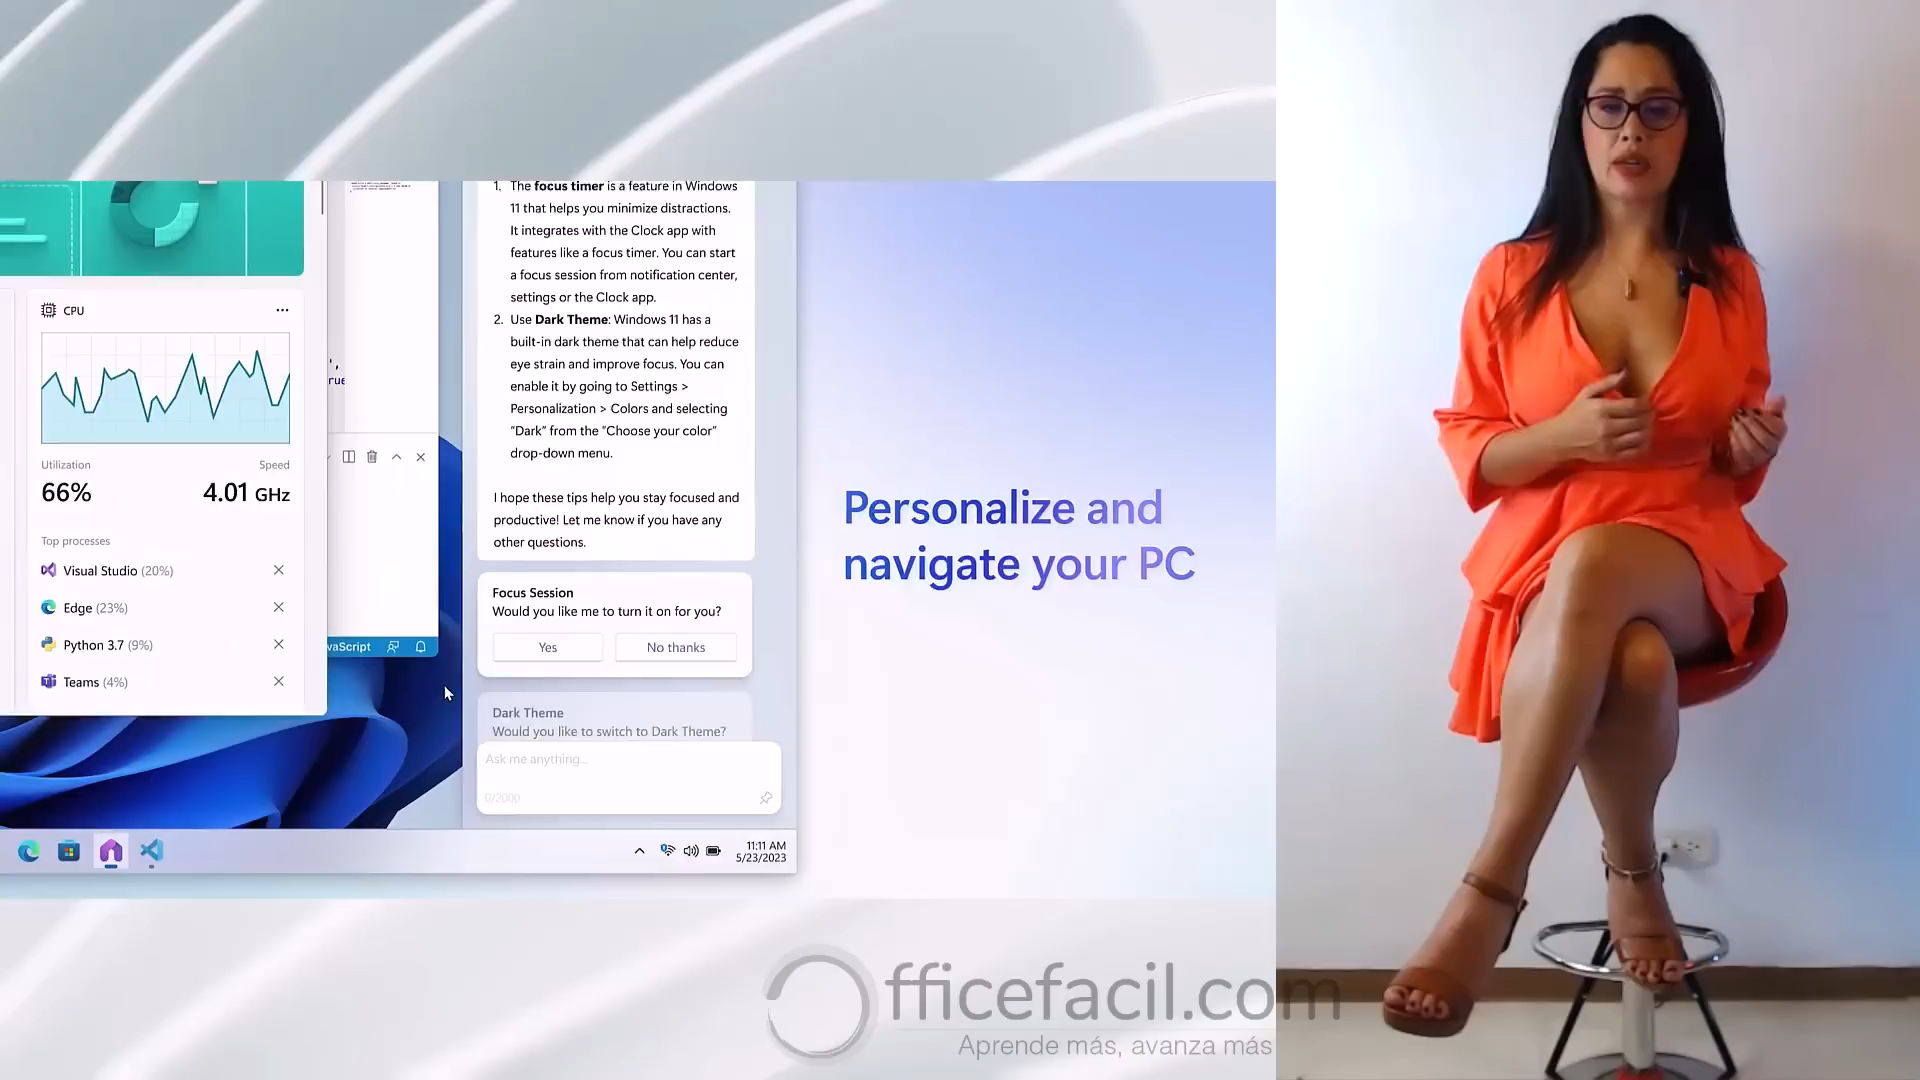 CPU
Utilization
Speed
66%
4.01 GHz
Top processes
Visual Studio (20%)
Edge (23%)
Python 3.7 (9%)
Teams (4%)
',
rue
vaScript
1. The focus timer is a feature in Windows
11 that helps you minimize distractions.
It integrates with the Clock app with
features like a focus timer. You can start
a focus session from notification center,
settings or the Clock app.
2. Use Dark Theme: Windows 11 has a
built-in dark theme that can help reduce
eye strain and improve focus. You can
enable it by going to Settings >
Personalization > Colors and selecting
“Dark” from the “Choose your color”
drop-down menu.
I hope these tips help you stay focused and
productive! Let me know if you have any
other questions.
Focus Session
Would you like me to turn it on for you?
Yes
No thanks
Dark Theme
Would you like to switch to Dark Theme?
Ask me anything...
0/2000
11:11 AM
5/23/2023
Personalize and
navigate your PC
Officefacil.com
Aprende más, avanza más